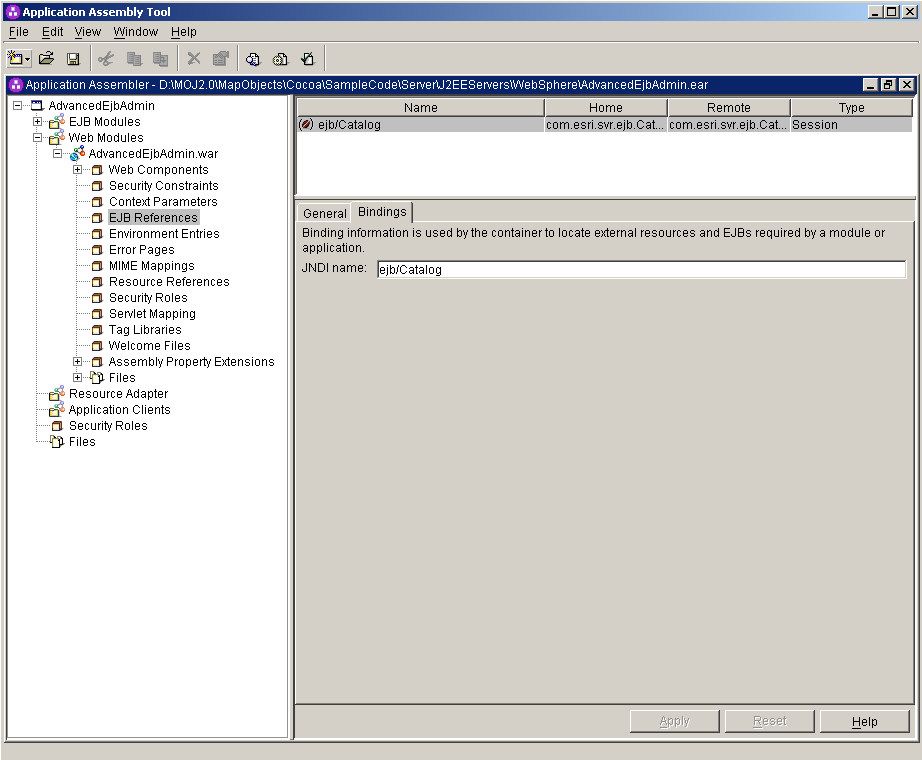 Application Assembly Tool
File Edit View Window Help
Application Assembler - D:\MOJ2.0\MapObjects\Cocoa\SampleCode\Server\J2EEServers\WebSphere\AdvancedEjbAdmin.ear
AdvancedEjbAdmin
EJB Modules
Web Modules
AdvancedEjbAdmin.war
Web Components
Security Constraints
Context Parameters
EJB References
Environment Entries
Error Pages
MIME Mappings
Resource References
Security Roles
Servlet Mapping
Tag Libraries
Welcome Files
Assembly Property Extensions
Files
Resource Adapter
Application Clients
Security Roles
Files
Name Home Remote Type
ejb/Catalog com.esri.svr.ejb.Cat... com.esri.svr.ejb.Cat... Session
General Bindings
Binding information is used by the container to locate external resources and EJBs required by a module or
application.
JNDI name: ejb/Catalog
Apply Reset Help